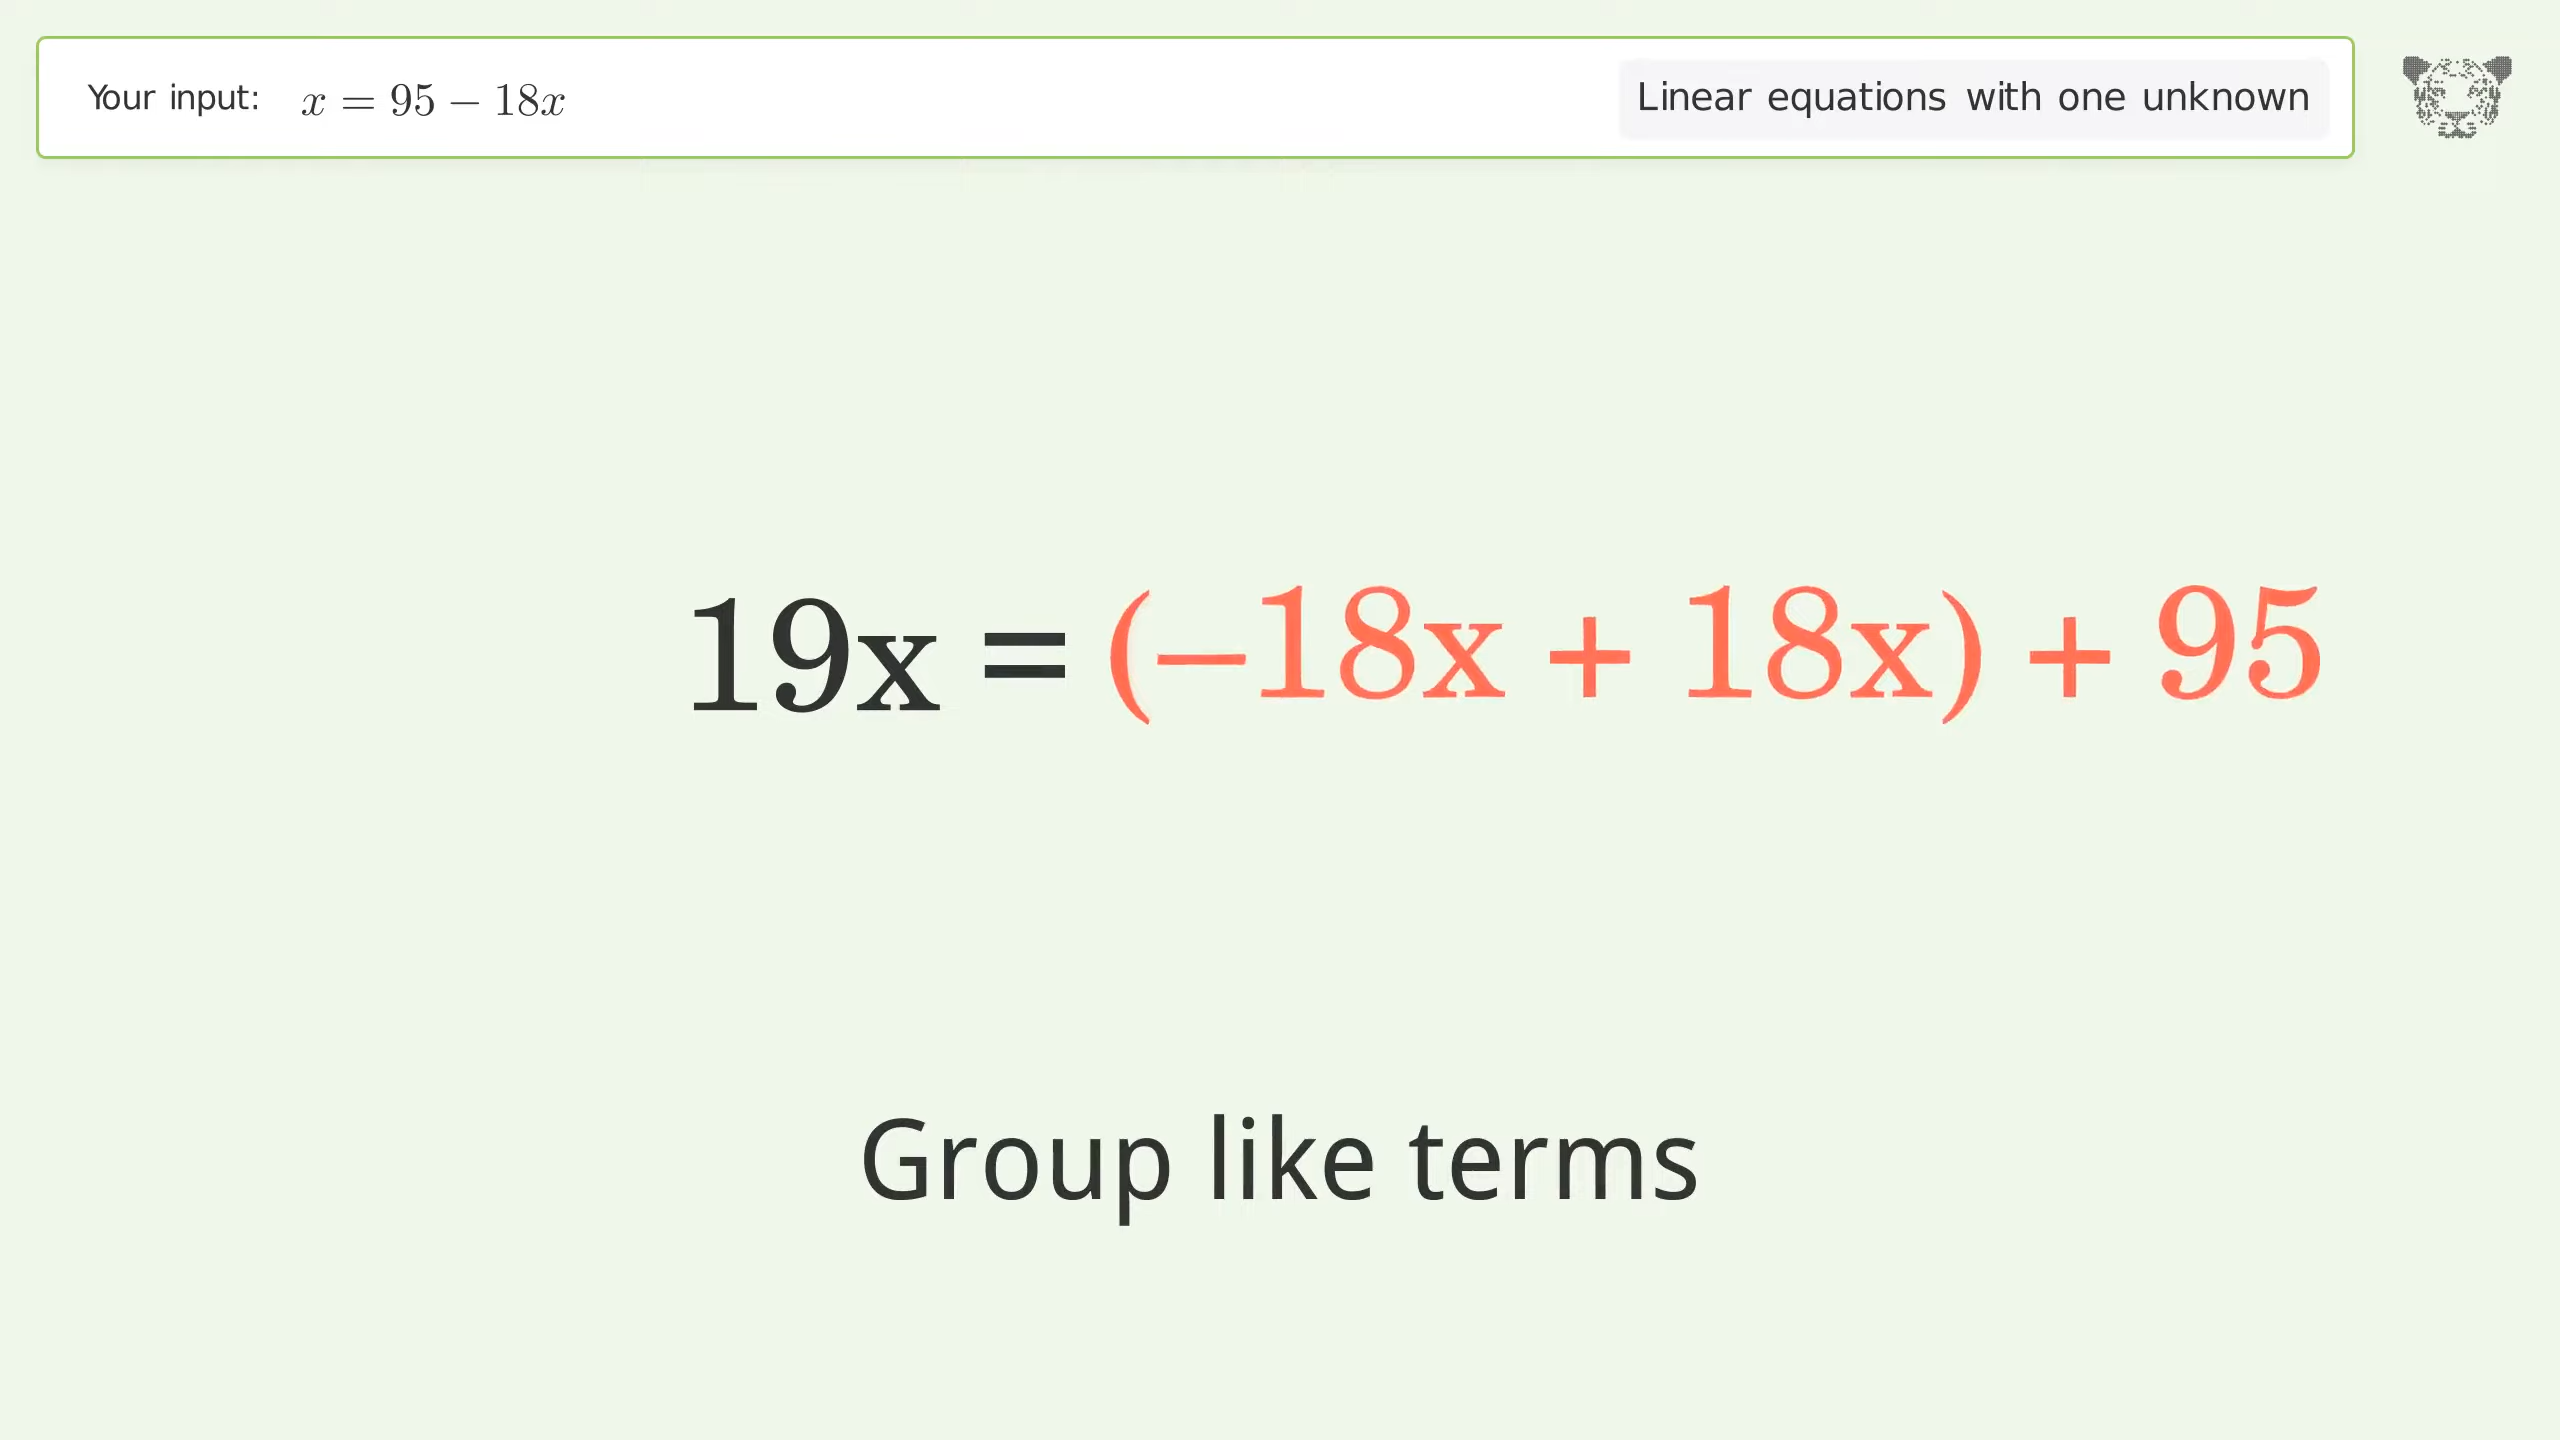 Your input: x = 95 − 18x
Linear equations with one unknown
19x = (−18x + 18x) + 95
Group like terms